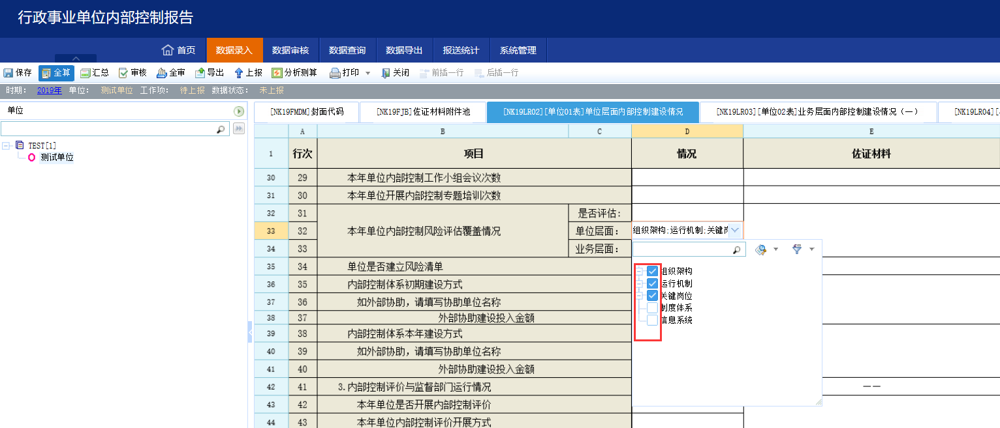 行政事业单位内部控制报告
首页 数据录入 数据审核 数据查询 数据导出 报送统计 系统管理
保存 全算 汇总 审核 全审 导出 上报 分析测算 打印 关闭 前插一行 后插一行
时期: 2019年 单位: 测试单位 工作项: 待上报 数据状态: 未上报
单位
TEST[1]
测试单位
[NK19FMDM]封面代码 [NK19FJB]佐证材料附件池 [NK19LR02][单位01表]单位层面内部控制建设情况 [NK19LR03][单位02表]业务层面内部控制建设情况（一） [NK19LR04][
A B C D E
1 行次 项目 情况 佐证材料
30 29 本年单位内部控制工作小组会议次数
31 30 本年单位开展内部控制专题培训次数
32 31 是否评估:
33 32 本年单位内部控制风险评估覆盖情况 单位层面: 组织架构;运行机制;关键岗
34 33 业务层面:
35 34 单位是否建立风险清单
36 35 内部控制体系初期建设方式
37 36 如外部协助，请填写协助单位名称
38 37 外部协助建设投入金额
39 38 内部控制体系本年建设方式
40 39 如外部协助，请填写协助单位名称
41 40 外部协助建设投入金额
42 41 3.内部控制评价与监督部门运行情况 ——
43 42 本年单位是否开展内部控制评价
44 43 本年单位内部控制评价开展方式
组织架构
运行机制
关键岗位
制度体系
信息系统